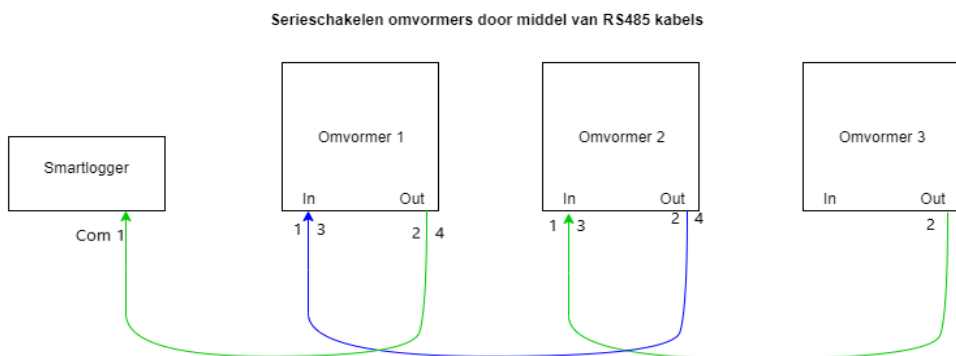 Serieschakelen omvormers door middel van RS485 kabels
Smartlogger
Com 1
Omvormer 1
In
Out
1 3
2 4
Omvormer 2
In
Out
1 3
2 4
Omvormer 3
In
Out
2